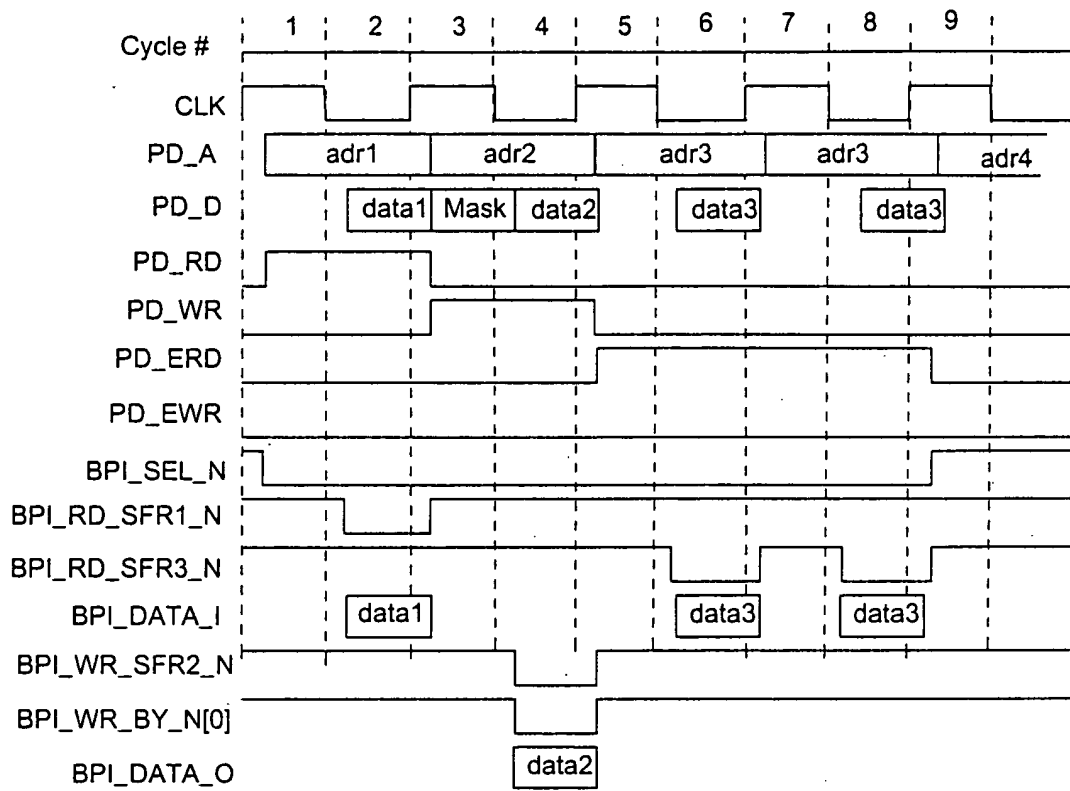 Cycle # 1 2 3 4 5 6 7 8 9
CLK
PD_A adr1 adr2 adr3 adr3 adr4
PD_D data1 Mask data2 data3 data3
PD_RD
PD_WR
PD_ERD
PD_EWR
BPI_SEL_N
BPI_RD_SFR1_N
BPI_RD_SFR3_N
BPI_DATA_I data1 data3 data3
BPI_WR_SFR2_N
BPI_WR_BY_N[0]
BPI_DATA_O data2